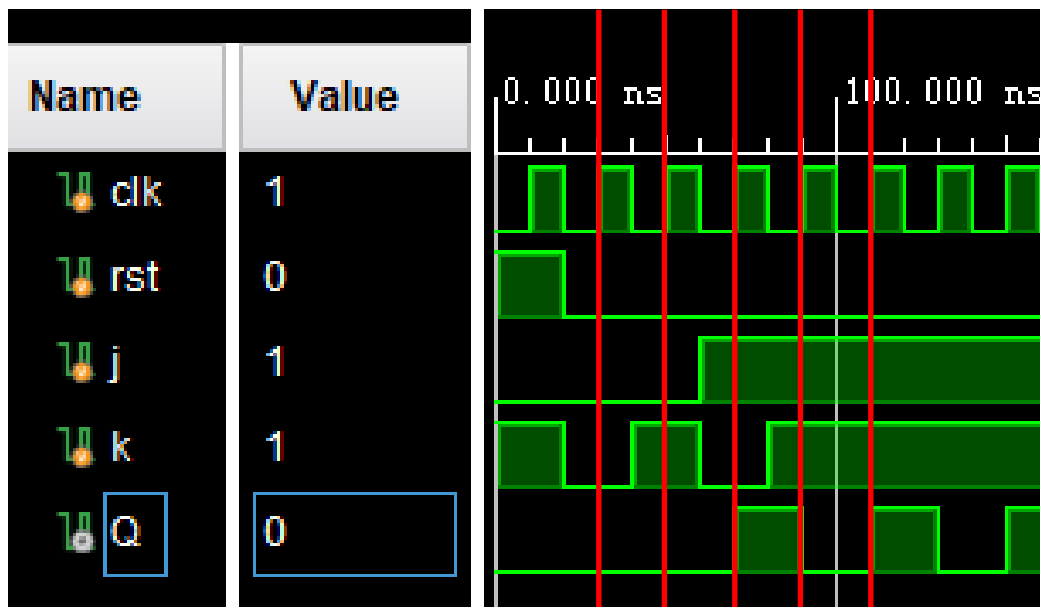 Name Value
0.000 ns 100.000 ns
clk 1
rst 0
j 1
k 1
Q 0